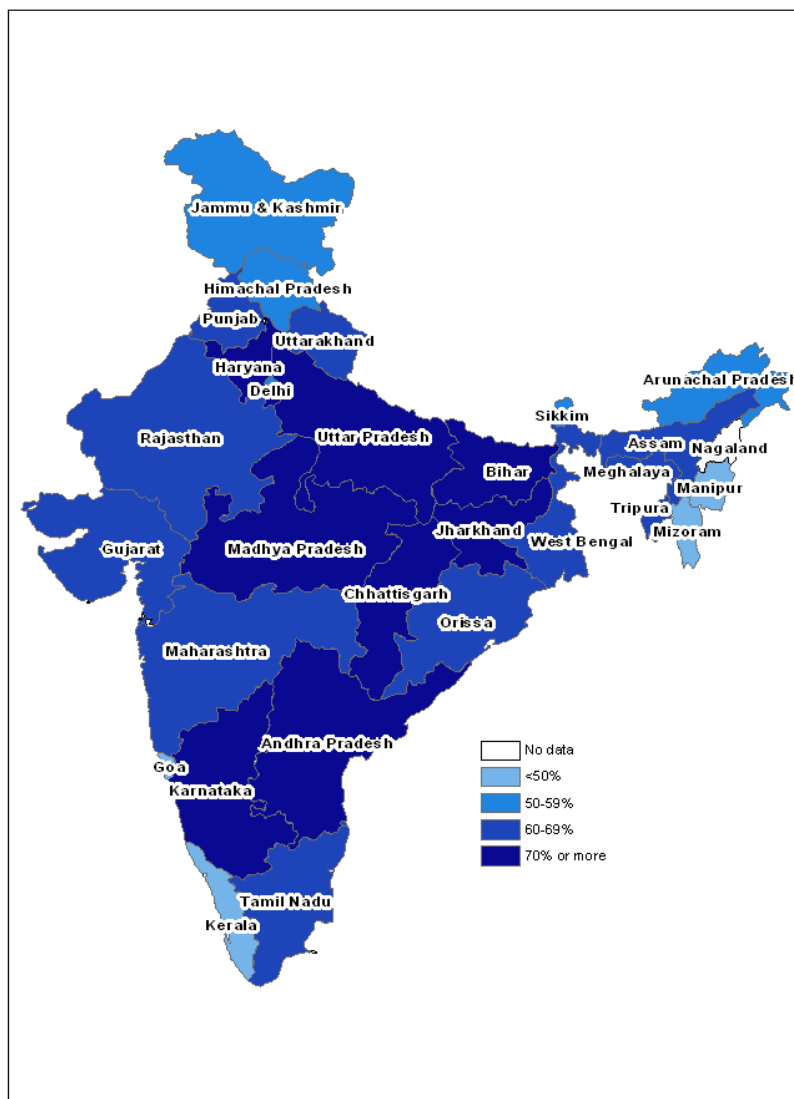 Jammu & Kashmir
Himachal Pradesh
Punjab
Uttarakhand
Haryana
Delhi
Arunachal Pradesh
Sikkim
Rajasthan
Uttar Pradesh
Assam
Nagaland
Bihar
Meghalaya
Manipur
Tripura
Jharkhand
Mizoram
West Bengal
Gujarat
Madhya Pradesh
Chhattisgarh
Orissa
Maharashtra
Andhra Pradesh
Goa
Karnataka
Tamil Nadu
Kerala
No data
<50%
50-59%
60-69%
70% or more